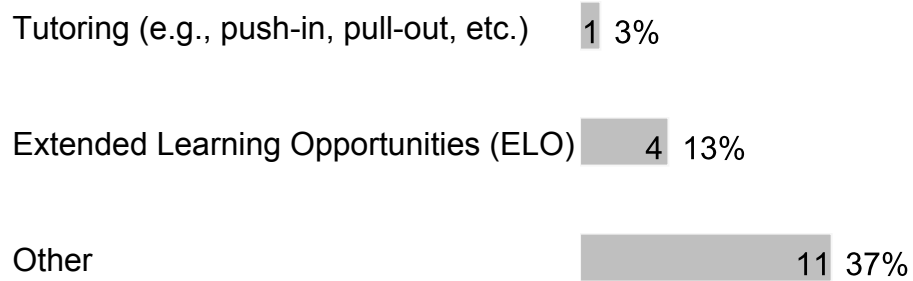 Tutoring (e.g., push-in, pull-out, etc.) 1 3%
Extended Learning Opportunities (ELO) 4 13%
Other 11 37%